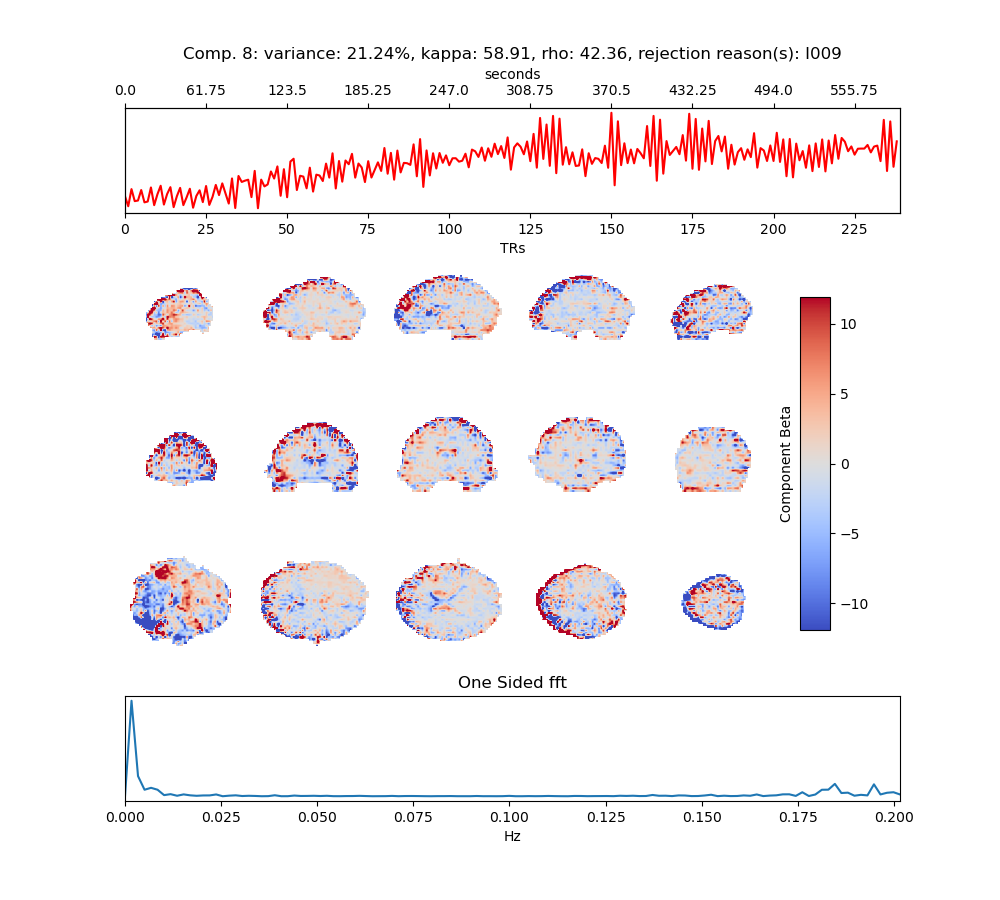 Comp. 8: variance: 21.24%, kappa: 58.91, rho: 42.36, rejection reason(s): I009
seconds
0.0 61.75 123.5 185.25 247.0 308.75 370.5 432.25 494.0 555.75
0 25 50 75 100 125 150 175 200 225
TRs
10
5
0
−5
−10
Component Beta
One Sided fft
0.000 0.025 0.050 0.075 0.100 0.125 0.150 0.175 0.200
Hz